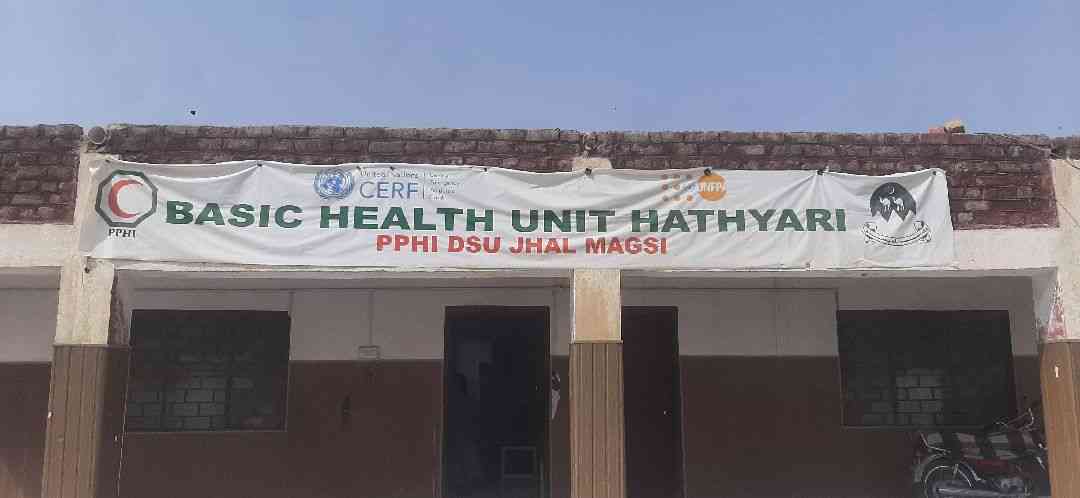 PPHI
United Nations
CERF
UNFPA
BASIC HEALTH UNIT HATHYARI
PPHI DSU JHAL MAGSI